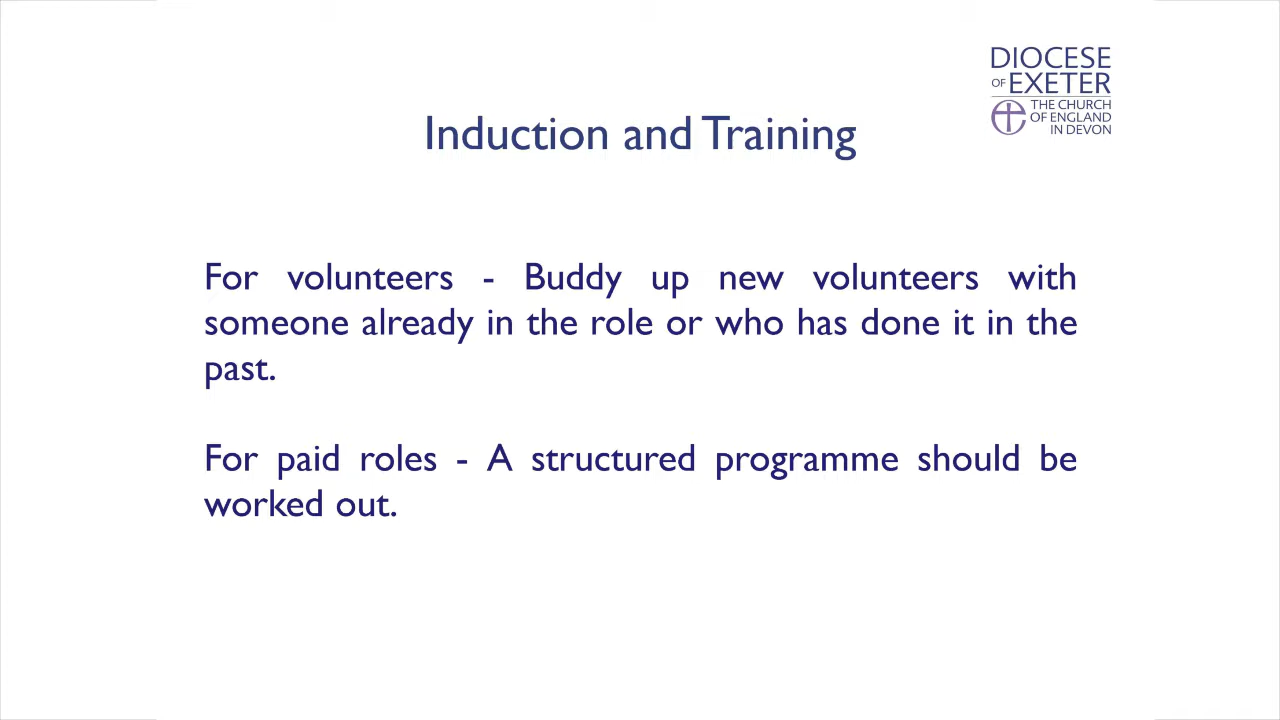 DIOCESE
OF EXETER
THE CHURCH
OF ENGLAND
IN DEVON
Induction and Training
For volunteers - Buddy up new volunteers with
someone already in the role or who has done it in the
past.
For paid roles - A structured programme should be
worked out.